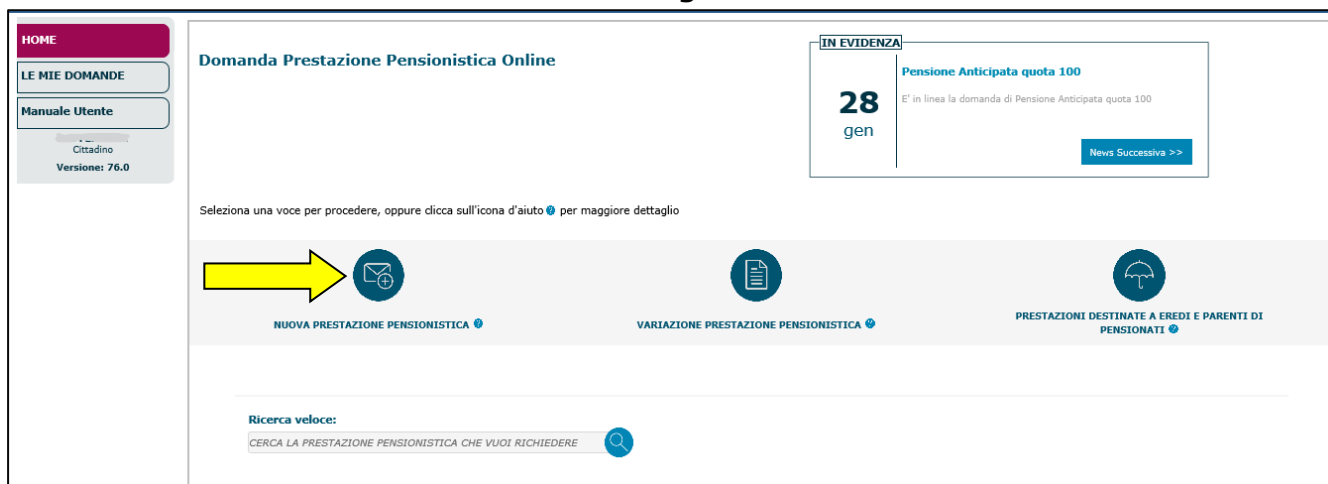 HOME
LE MIE DOMANDE
Manuale Utente
Cittadino
Versione: 76.0
Domanda Prestazione Pensionistica Online
IN EVIDENZA
28
gen
Pensione Anticipata quota 100
E' in linea la domanda di Pensione Anticipata quota 100
News Successiva >>
Seleziona una voce per procedere, oppure clicca sull'icona d'aiuto ? per maggiore dettaglio
NUOVA PRESTAZIONE PENSIONISTICA ?
VARIAZIONE PRESTAZIONE PENSIONISTICA ?
PRESTAZIONI DESTINATE A EREDI E PARENTI DI
PENSIONATI ?
Ricerca veloce:
CERCA LA PRESTAZIONE PENSIONISTICA CHE VUOI RICHIEDERE